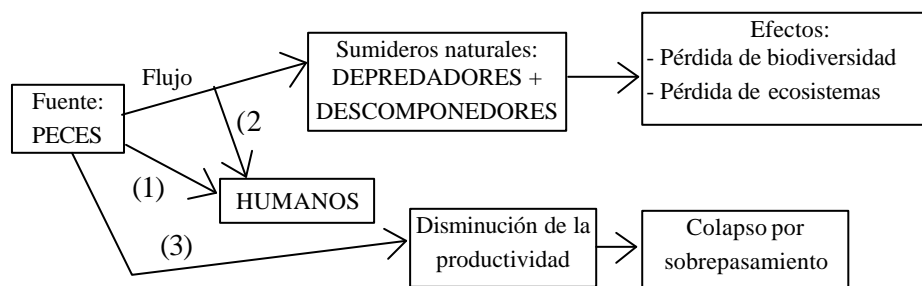 Efectos:
- Pérdida de biodiversidad
- Pérdida de ecosistemas
Sumideros naturales:
DEPREDADORES +
DESCOMPONEDORES
Flujo
Fuente:
PECES
(2
(1)
HUMANOS
(3)
Disminución de la
productividad
Colapso por
sobrepasamiento